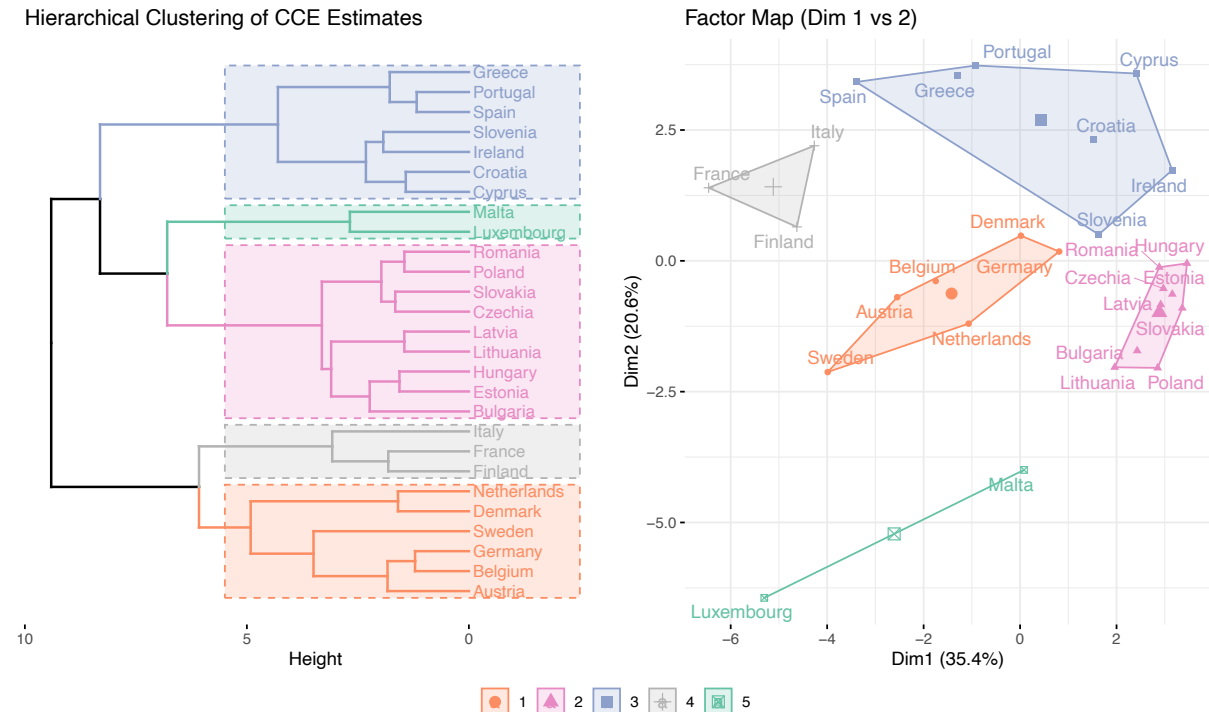 Hierarchical Clustering of CCE Estimates
Greece
Portugal
Spain
Slovenia
Ireland
Croatia
Cyprus
Malta
Luxembourg
Romania
Poland
Slovakia
Czechia
Latvia
Lithuania
Hungary
Estonia
Bulgaria
Italy
France
Finland
Netherlands
Denmark
Sweden
Germany
Belgium
Austria
10 5 0
Height
Factor Map (Dim 1 vs 2)
Portugal
Cyprus
Spain
Greece
Croatia
Italy
France
Ireland
Finland
Slovenia
Denmark
Romania Hungary
Belgium Germany
Czechia Estonia
Austria
Latvia
Netherlands
Slovakia
Sweden
Bulgaria
Lithuania Poland
Malta
Luxembourg
2.5
0.0
−2.5
−5.0
Dim2 (20.6%)
−6 −4 −2 0 2
Dim1 (35.4%)
1 2 3 4 5